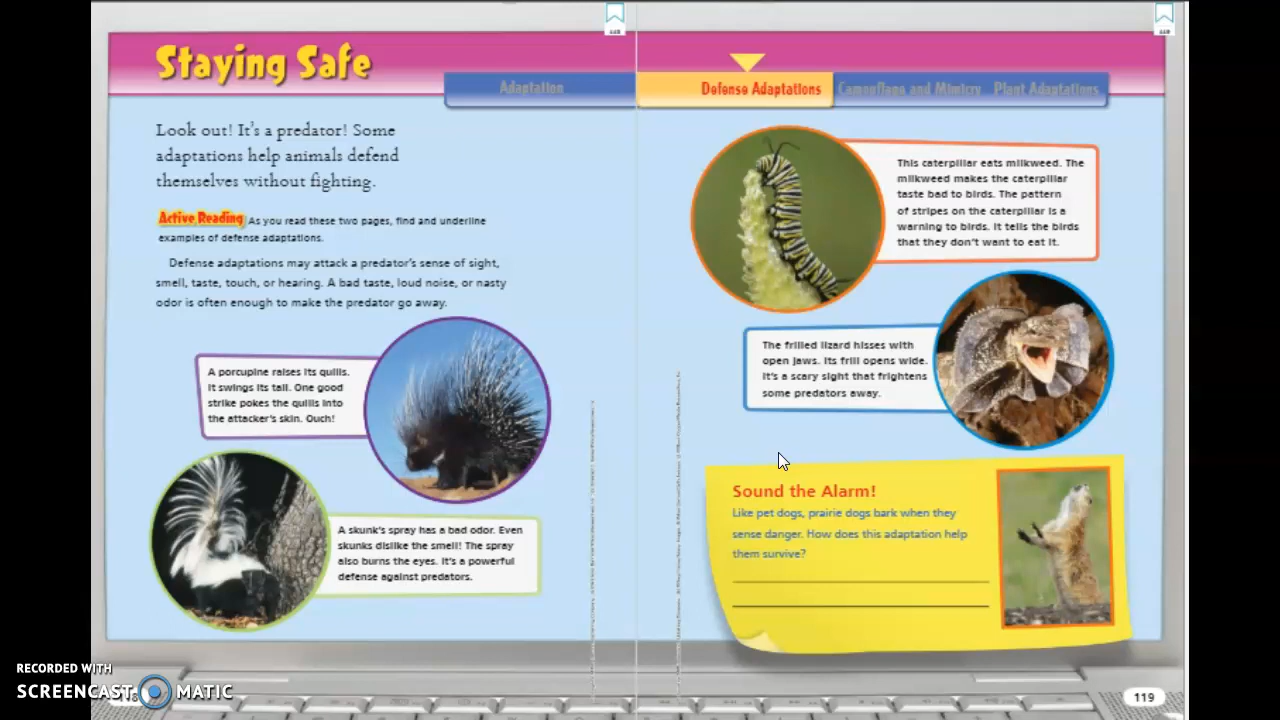 Staying Safe
Adaptation
Defense Adaptations
Camouflage and Mimicry
Plant Adaptations
Look out! It's a predator! Some
adaptations help animals defend
themselves without fighting.
Active Reading As you read these two pages, find and underline
examples of defense adaptations.
Defense adaptations may attack a predator's sense of sight,
smell, taste, touch, or hearing. A bad taste, loud noise, or nasty
odor is often enough to make the predator go away.
A porcupine raises its quills.
It swings its tail. One good
strike pokes the quills into
the attacker's skin. Ouch!
A skunk's spray has a bad odor. Even
skunks dislike the smell! The spray
also burns the eyes. It's a powerful
defense against predators.
This caterpillar eats milkweed. The
milkweed makes the caterpillar
taste bad to birds. The pattern
of stripes on the caterpillar is a
warning to birds. It tells the birds
that they don't want to eat it.
The frilled lizard hisses with
open jaws. Its frill opens wide.
It's a scary sight that frightens
some predators away.
Sound the Alarm!
Like pet dogs, prairie dogs bark when they
sense danger. How does this adaptation help
them survive?
RECORDED WITH
SCREENCAST MATIC
119